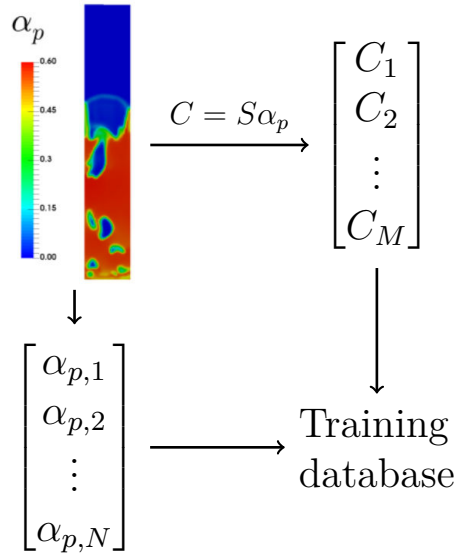 α_p
0.60
0.45
0.30
0.15
0.00
C = Sα_p
C_1
C_2
⋮
C_M
α_{p,1}
α_{p,2}
⋮
α_{p,N}
Training
database